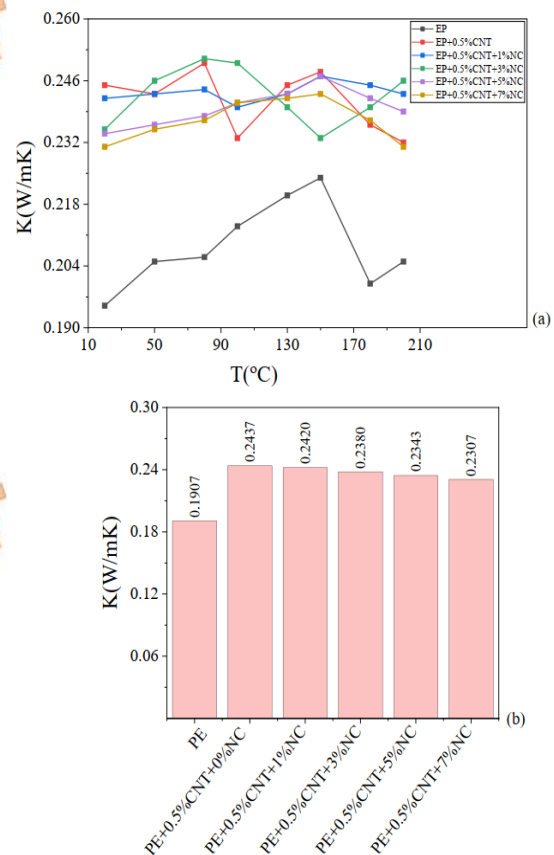 0.260
0.246
0.232
0.218
0.204
0.190
K(W/mK)
EP
EP+0.5%CNT
EP+0.5%CNT+1%NC
EP+0.5%CNT+3%NC
EP+0.5%CNT+5%NC
EP+0.5%CNT+7%NC
10 50 90 130 170 210
T(ºC)
(a)
0.30
0.24
0.18
0.12
0.06
K(W/mK)
0.1907
0.2437
0.2420
0.2380
0.2343
0.2307
PE
PE+0.5%CNT+0%NC
PE+0.5%CNT+1%NC
PE+0.5%CNT+3%NC
PE+0.5%CNT+5%NC
PE+0.5%CNT+7%NC
(b)